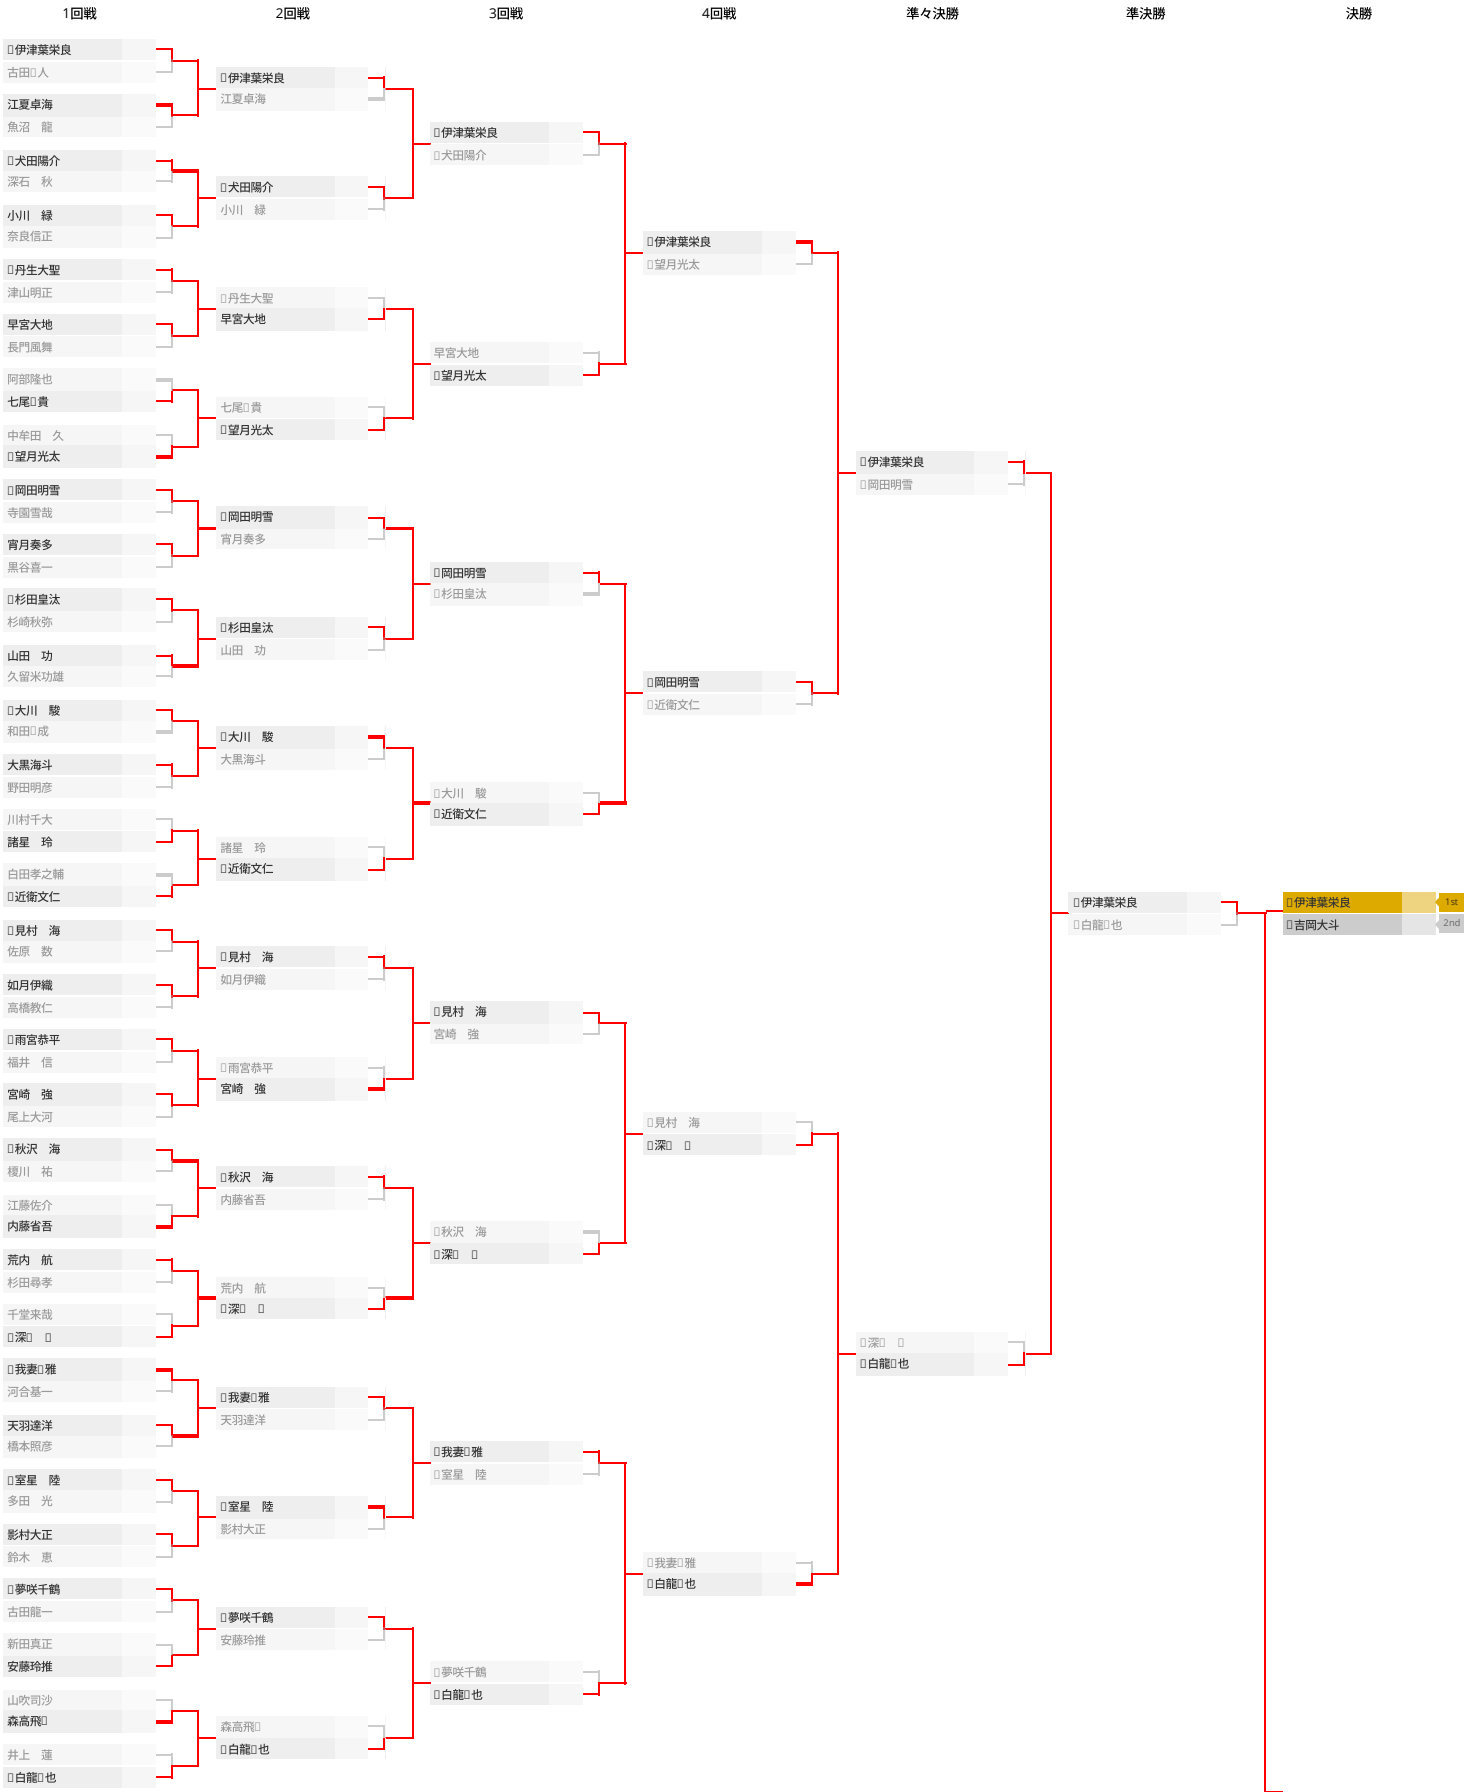 1回戦
2回戦
3回戦
4回戦
準々決勝
準決勝
決勝
伊津葉栄良
古田 人
江夏卓海
魚沼　龍
犬田陽介
深石　秋
小川　緑
奈良信正
丹生大聖
津山明正
早宮大地
長門風舞
阿部隆也
七尾 貴
中牟田　久
望月光太
岡田明雪
寺園雪哉
宵月奏多
黒谷喜一
杉田皇汰
杉崎秋弥
山田　功
久留米功雄
大川　駿
和田 成
大黒海斗
野田明彦
川村千大
諸星　玲
白田孝之輔
近衛文仁
見村　海
佐原　数
如月伊織
高橋教仁
雨宮恭平
福井　信
宮崎　強
尾上大河
秋沢　海
榎川　祐
江藤佐介
内藤省吾
荒内　航
杉田尋孝
千堂来哉
深
我妻 雅
河合基一
天羽達洋
橋本照彦
室星　陸
多田　光
影村大正
鈴木　恵
夢咲千鶴
古田龍一
新田真正
安藤玲推
山吹司沙
森高飛
井上　蓮
白龍 也
伊津葉栄良
江夏卓海
犬田陽介
小川　緑
丹生大聖
早宮大地
七尾 貴
望月光太
岡田明雪
宵月奏多
杉田皇汰
山田　功
大川　駿
大黒海斗
諸星　玲
近衛文仁
見村　海
如月伊織
雨宮恭平
宮崎　強
秋沢　海
内藤省吾
荒内　航
深
我妻 雅
天羽達洋
室星　陸
影村大正
夢咲千鶴
安藤玲推
森高飛
白龍 也
伊津葉栄良
犬田陽介
早宮大地
望月光太
岡田明雪
杉田皇汰
大川　駿
近衛文仁
見村　海
宮崎　強
秋沢　海
深
我妻 雅
室星　陸
夢咲千鶴
白龍 也
伊津葉栄良
望月光太
岡田明雪
近衛文仁
見村　海
深
我妻 雅
白龍 也
伊津葉栄良
岡田明雪
深
白龍 也
伊津葉栄良
白龍 也
伊津葉栄良
1st
吉岡大斗
2nd